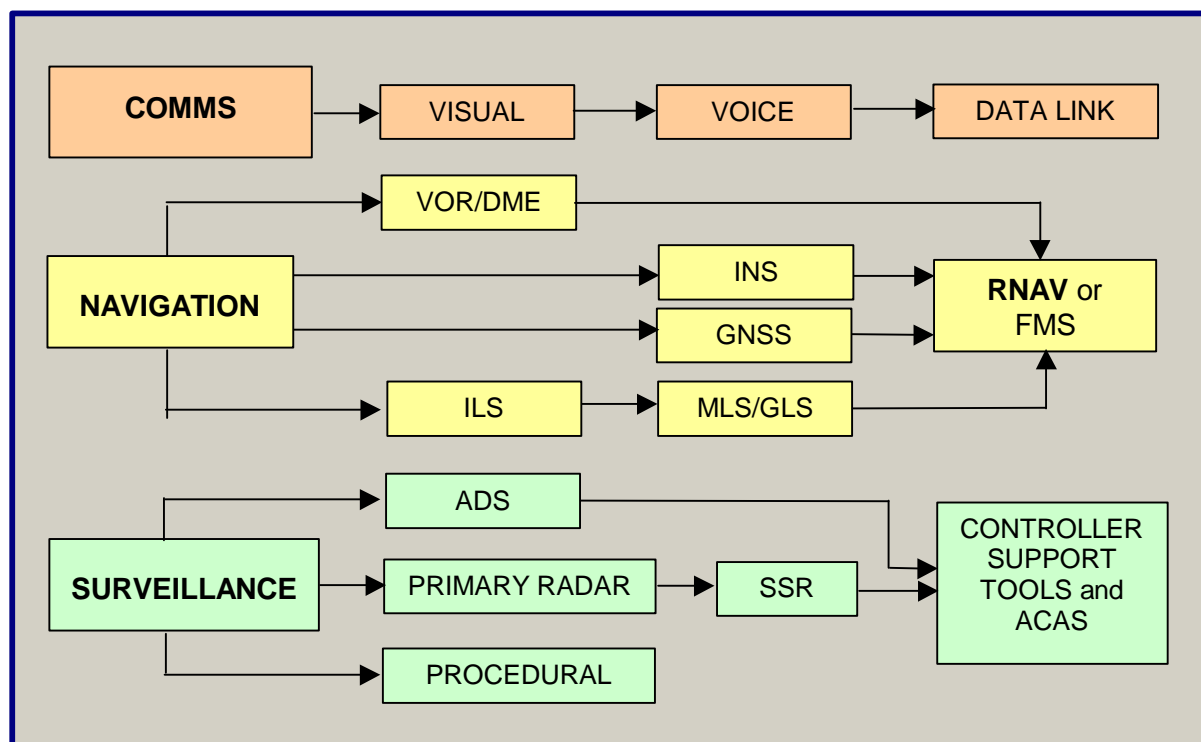 COMMS
VISUAL
VOICE
DATA LINK
VOR/DME
NAVIGATION
INS
GNSS
RNAV or
FMS
ILS
MLS/GLS
ADS
SURVEILLANCE
PRIMARY RADAR
SSR
PROCEDURAL
CONTROLLER
SUPPORT
TOOLS and
ACAS